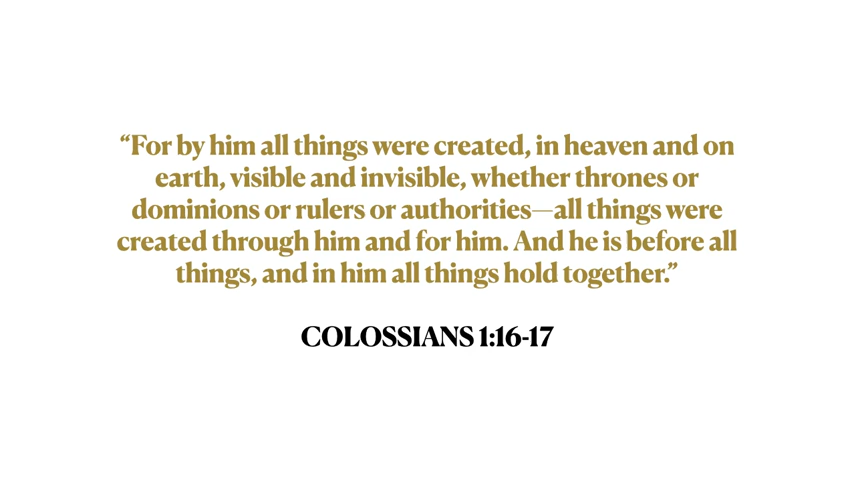 “For by him all things were created, in heaven and on
earth, visible and invisible, whether thrones or
dominions or rulers or authorities—all things were
created through him and for him. And he is before all
things, and in him all things hold together.”
COLOSSIANS 1:16-17